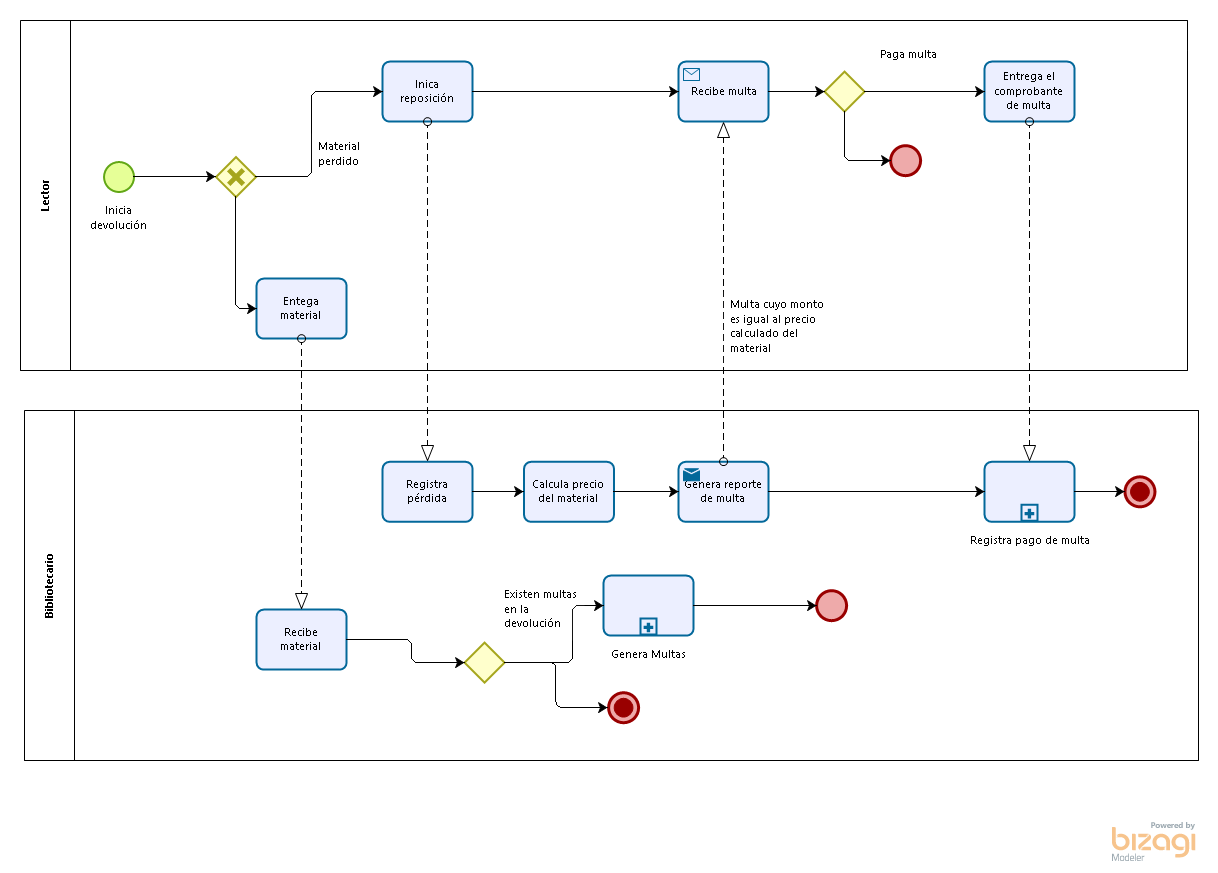 Lector
Inicia
devolución
Material
perdido
Inica
reposición
Entega
material
Recibe multa
Paga multa
Entrega el
comprobante
de multa
Multa cuyo monto
es igual al precio
calculado del
material
Bibliotecario
Registra
pérdida
Calcula precio
del material
Genera reporte
de multa
Registra pago de multa
Recibe
material
Existen multas
en la
devolución
Genera Multas
Powered by
bizagi
Modeler